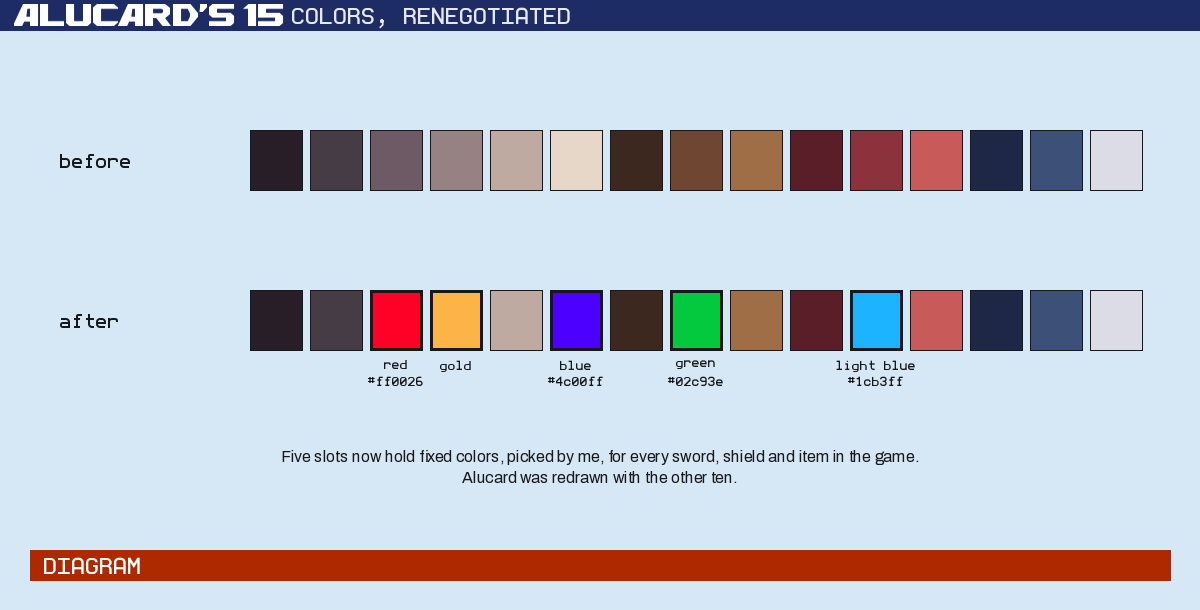 ALUCARD'S 15 COLORS, RENEGOTIATED
before
after
red
#ff0026
gold
blue
#4c00ff
green
#02c93e
light blue
#1cb3ff
Five slots now hold fixed colors, picked by me, for every sword, shield and item in the game.
Alucard was redrawn with the other ten.
DIAGRAM